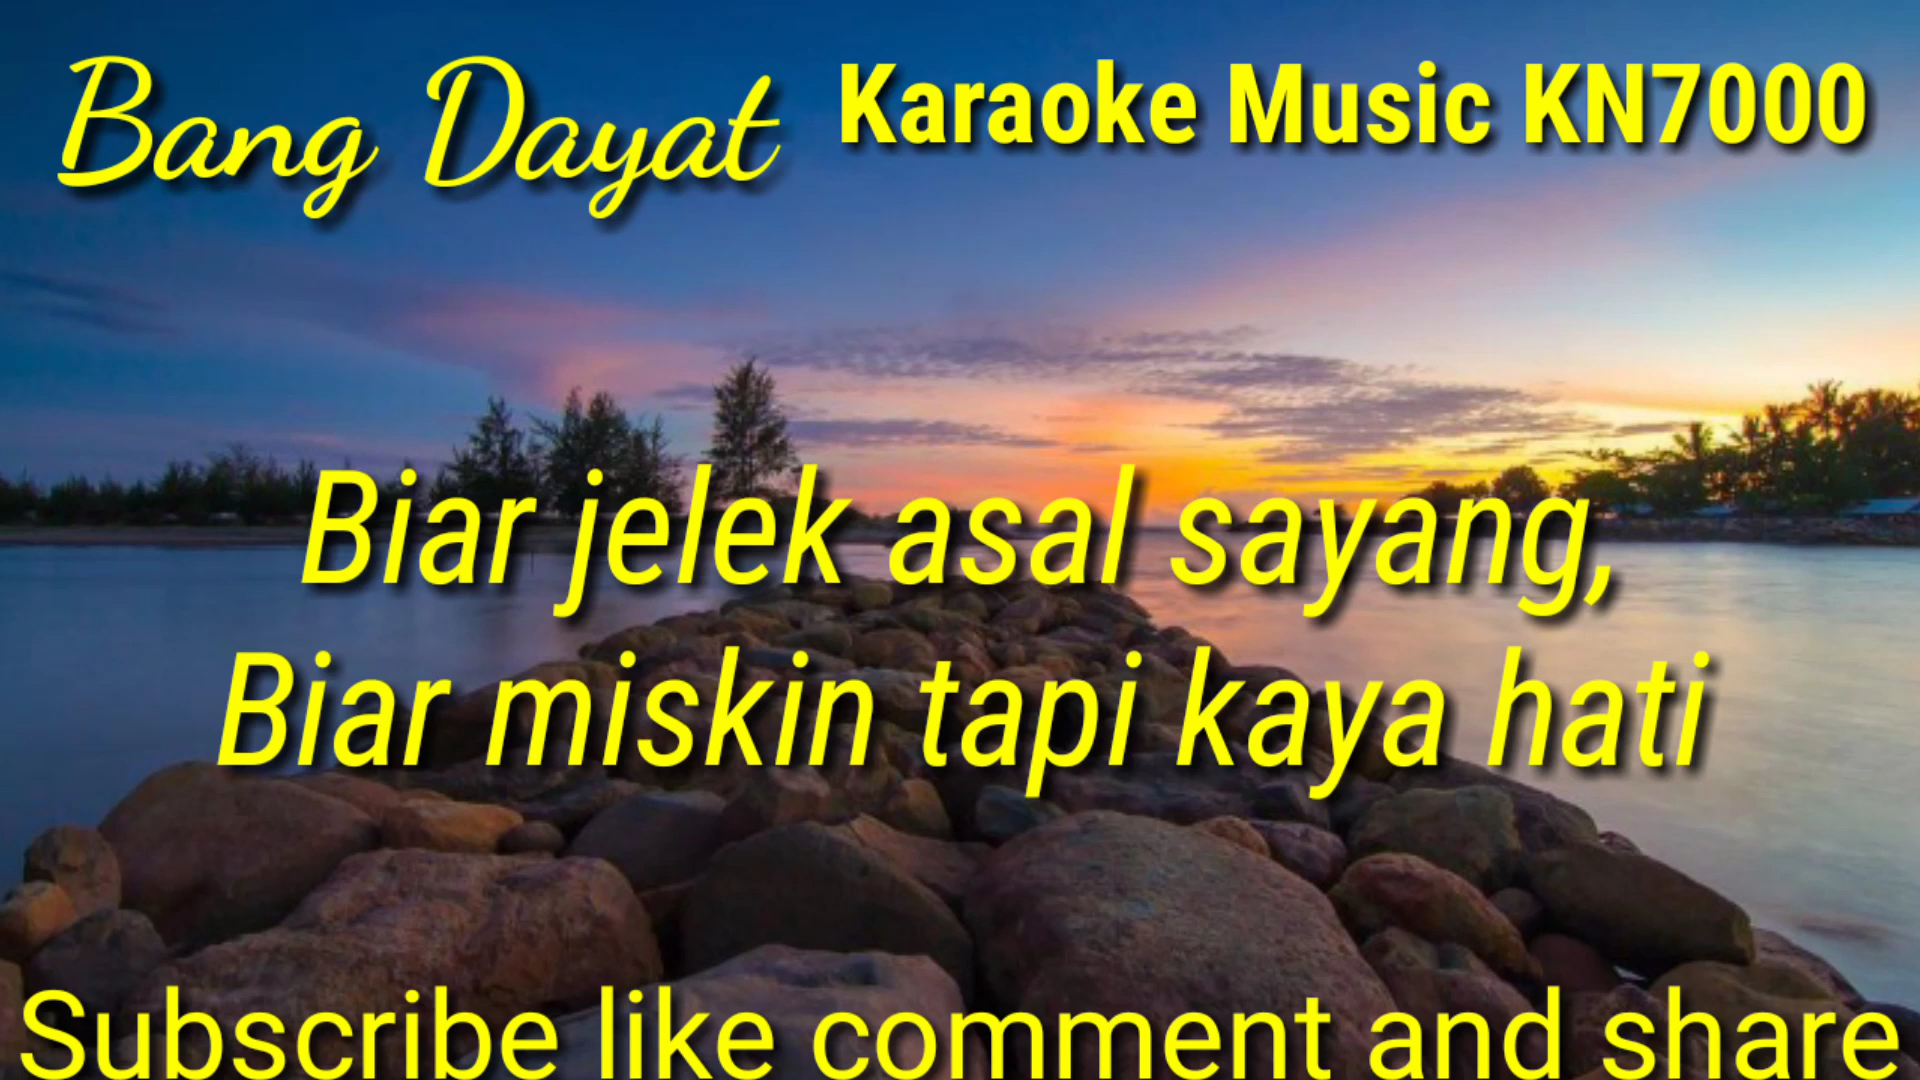 Bang Dayat
Karaoke Music KN7000
Biar jelek asal sayang,
Biar miskin tapi kaya hati
Subscribe like comment and share